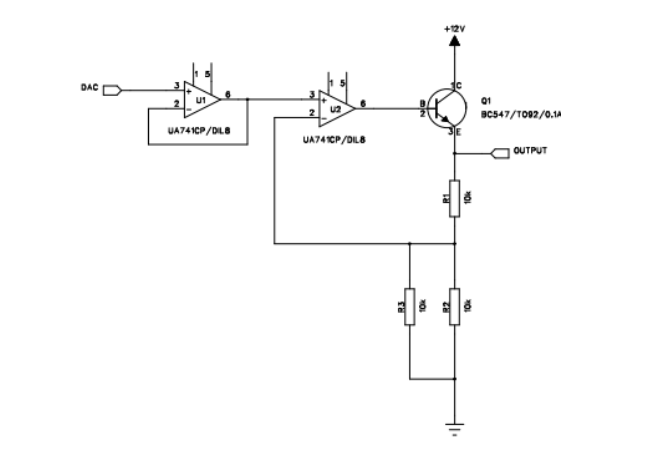 +12V
1 5
1 5
1 C
DAC
3
+
U1
6
2
-
3
+
U2
6
2
-
B
2
Q1
BC547/TO92/0.1A
UA741CP/DIL8
UA741CP/DIL8
3 E
OUTPUT
R1
10k
R3
10k
R2
10k